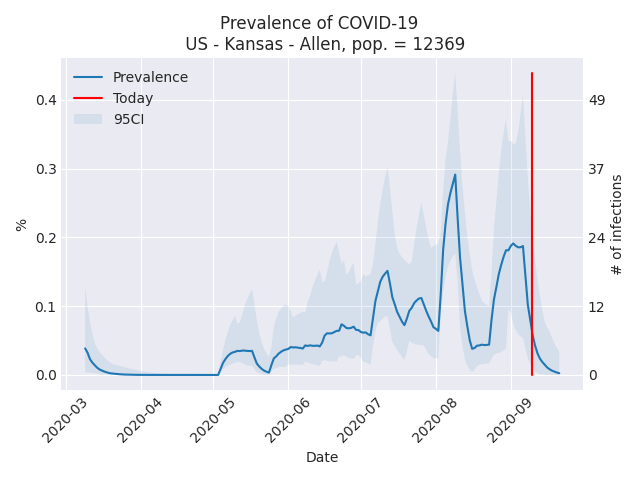 Prevalence of COVID-19
US - Kansas - Allen, pop. = 12369
Prevalence
Today
95CI
0.4
0.3
0.2
0.1
0.0
%
49
37
24
12
0
# of infections
2020-03
2020-04
2020-05
2020-06
2020-07
2020-08
2020-09
Date